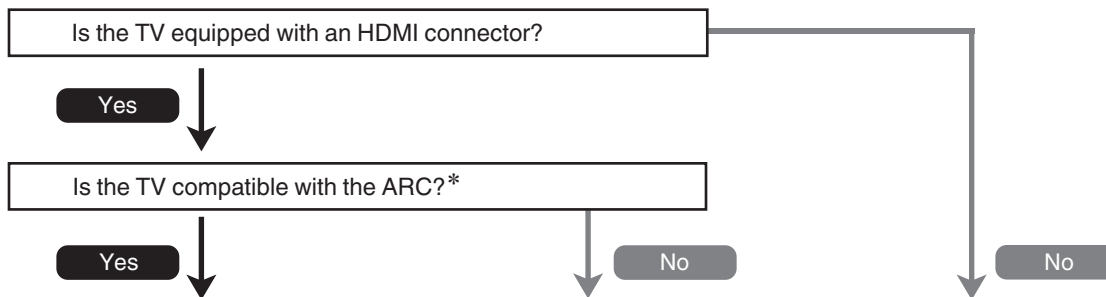 Is the TV equipped with an HDMI connector?
Yes
Is the TV compatible with the ARC?*
Yes
No
No